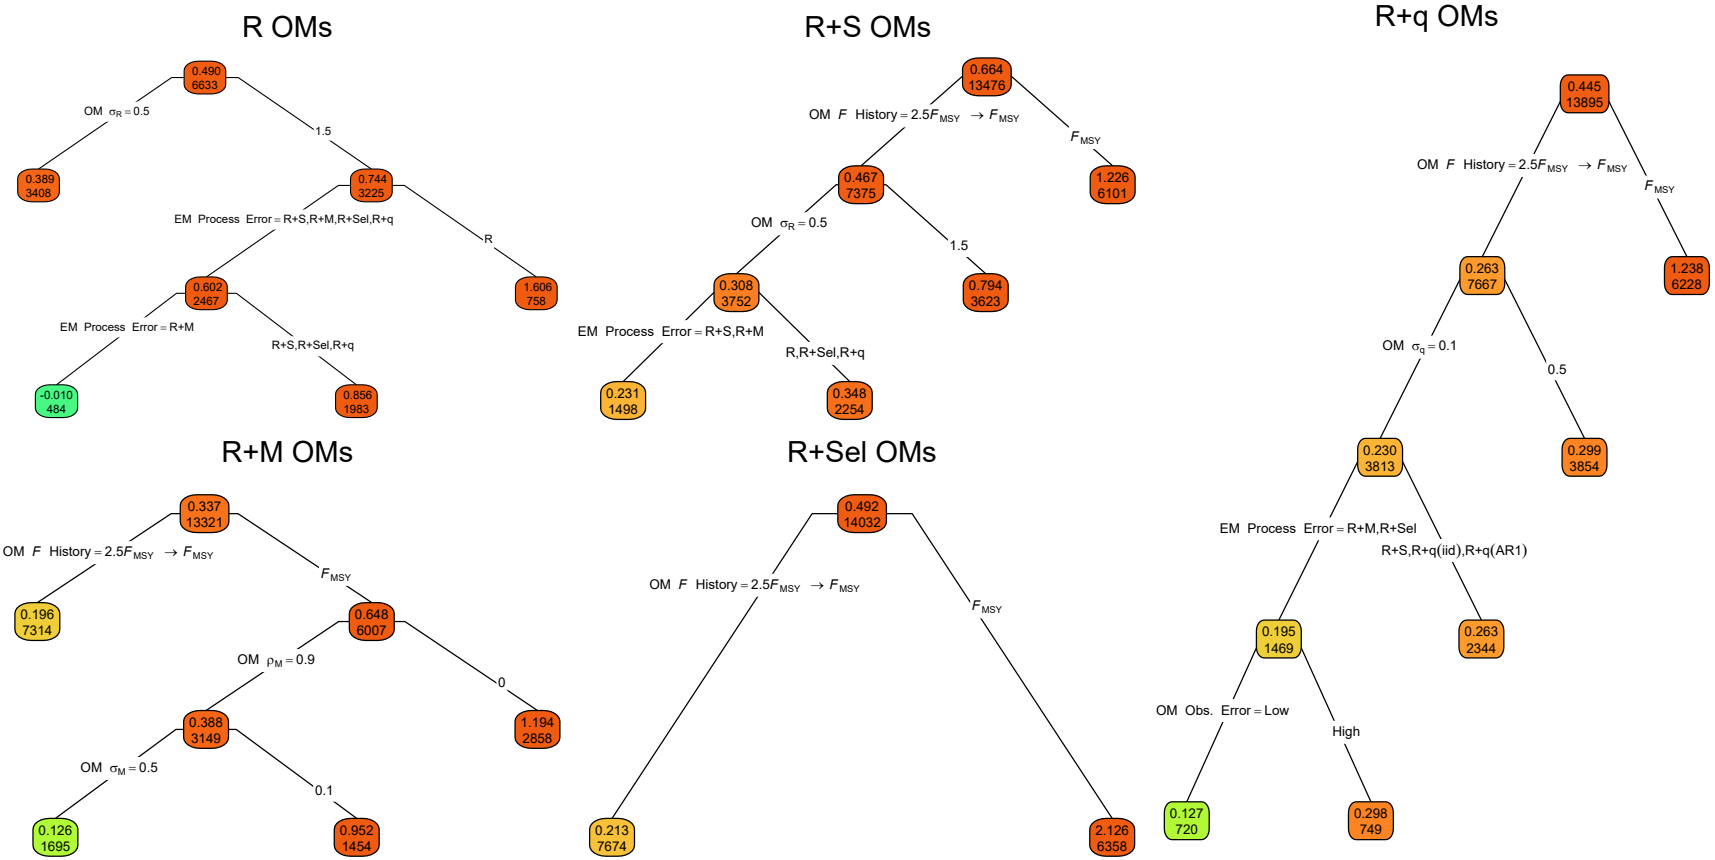 R OMs
0.490
6633
OM σR = 0.5
1.5
0.389
3408
0.744
3225
EM Process Error = R+S,R+M,R+Sel,R+q
R
0.602
2467
1.606
758
EM Process Error = R+M
R+S,R+Sel,R+q
-0.010
484
0.856
1983
R+S OMs
0.664
13476
OM F History = 2.5FMSY → FMSY
FMSY
0.467
7375
1.226
6101
OM σR = 0.5
1.5
0.308
3752
0.794
3623
EM Process Error = R+S,R+M
R,R+Sel,R+q
0.231
1498
0.348
2254
R+q OMs
0.445
13895
OM F History = 2.5FMSY → FMSY
FMSY
0.263
7667
1.238
6228
OM σq = 0.1
0.5
0.230
3813
0.299
3854
EM Process Error = R+M,R+Sel
R+S,R+q(iid),R+q(AR1)
0.195
1469
0.263
2344
OM Obs. Error = Low
High
0.127
720
0.298
749
R+M OMs
0.337
13321
OM F History = 2.5FMSY → FMSY
FMSY
0.196
7314
0.648
6007
OM ρM = 0.9
0
0.388
3149
1.194
2858
OM σM = 0.5
0.1
0.126
1695
0.952
1454
R+Sel OMs
0.492
14032
OM F History = 2.5FMSY → FMSY
FMSY
0.213
7674
2.126
6358